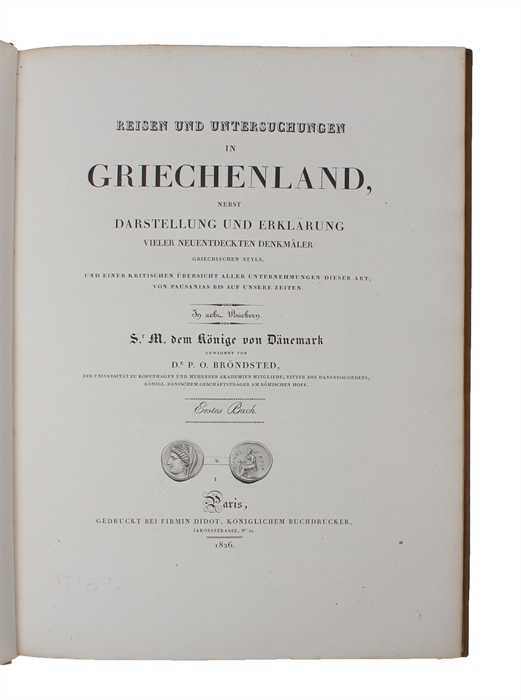 REISEN UND UNTERSUCHUNGEN
IN
GRIECHENLAND,
NEBST
DARSTELLUNG UND ERKLÄRUNG
VIELER NEUENTDECKTEN DENKMÄLER
GRIECHISCHEN STYLS,
UND EINER KRITISCHEN ÜBERSICHT ALLER UNTERNEHMUNGEN DIESER ART,
VON PAUSANIAS BIS AUF UNSERE ZEITEN.
In Büchern.
S.r M. dem Könige von Dänemark
GEWIDMET VON
D.R P. O. BRÖNDSTED,
DER UNIVERSITÄT ZU KOPENHAGEN UND MEHRERER AKADEMIEN MITGLIEDE, RITTER DES DANEBROGORDENS,
KÖNIGL. DÄNISCHEM GESCHÄFTSTRÄGER AM RÖMISCHEN HOFE.
Erstes Buch.
1.
Paris,
GEDRUCKT BEI FIRMIN DIDOT, KÖNIGLICHEM BUCHDRUCKER,
JAKOBSSTRASSE, N.o 24
1826.